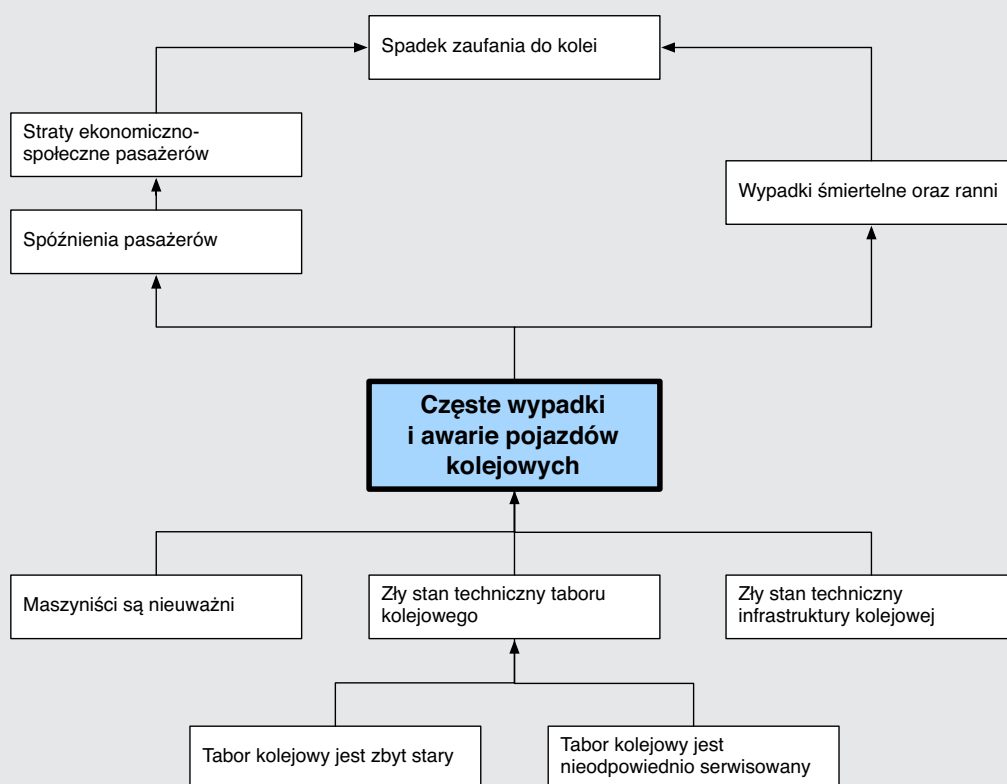 Spadek zaufania do kolei
Straty ekonomiczno-
społeczne pasażerów
Wypadki śmiertelne oraz ranni
Spóźnienia pasażerów
Częste wypadki
i awarie pojazdów
kolejowych
Maszyniści są nieuważni
Zły stan techniczny taboru
kolejowego
Zły stan techniczny
infrastruktury kolejowej
Tabor kolejowy jest zbyt stary
Tabor kolejowy jest
nieodpowiednio serwisowany